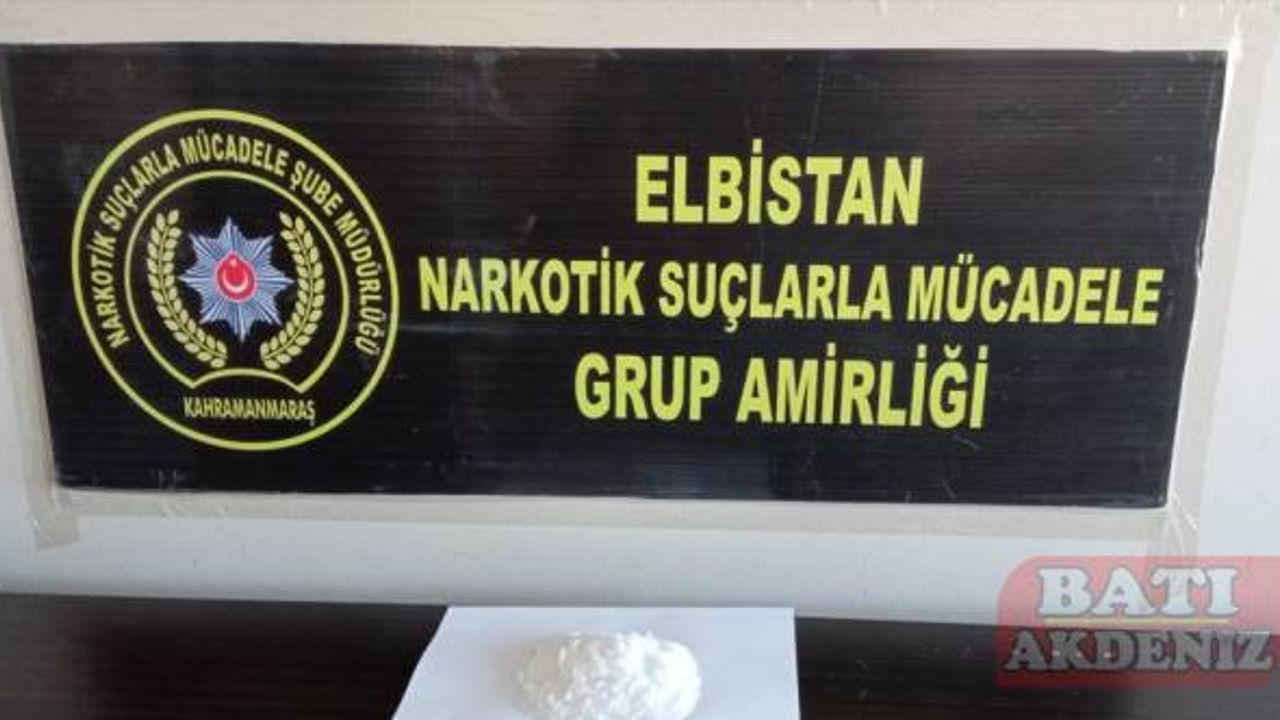 NARKOTİK SUÇLARLA MÜCADELE ŞUBE MÜDÜRLÜĞÜ
KAHRAMANMARAŞ
ELBİSTAN
NARKOTİK SUÇLARLA MÜCADELE
GRUP AMİRLİĞİ
BATI
AKDENİZ